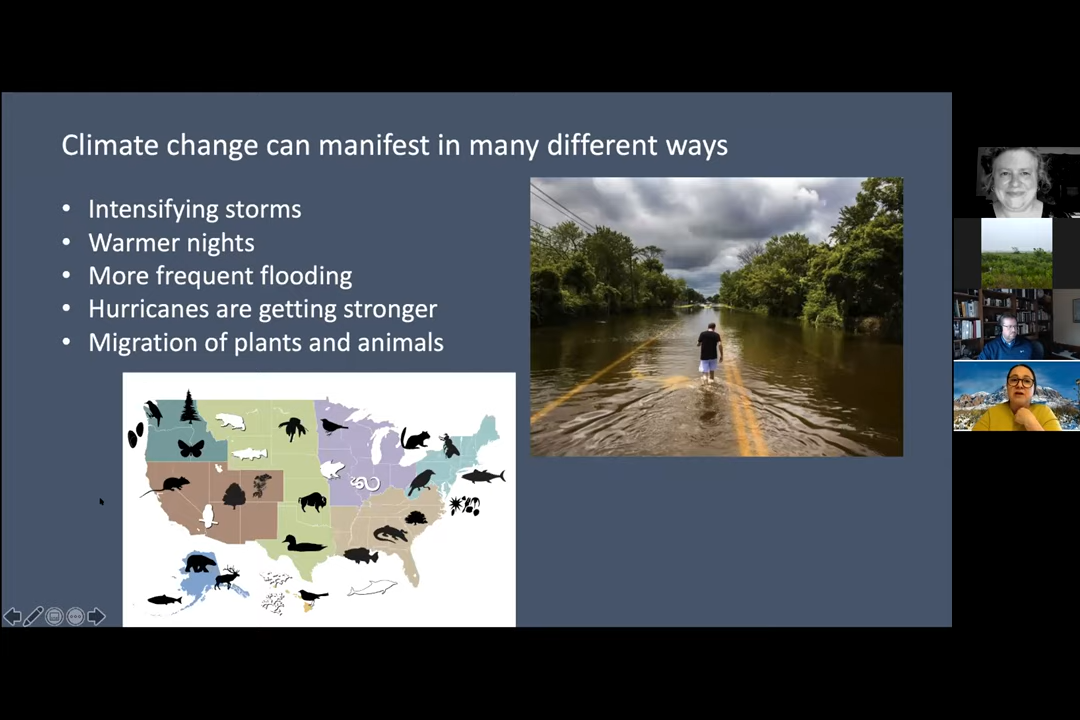 Climate change can manifest in many different ways
• Intensifying storms
• Warmer nights
• More frequent flooding
• Hurricanes are getting stronger
• Migration of plants and animals